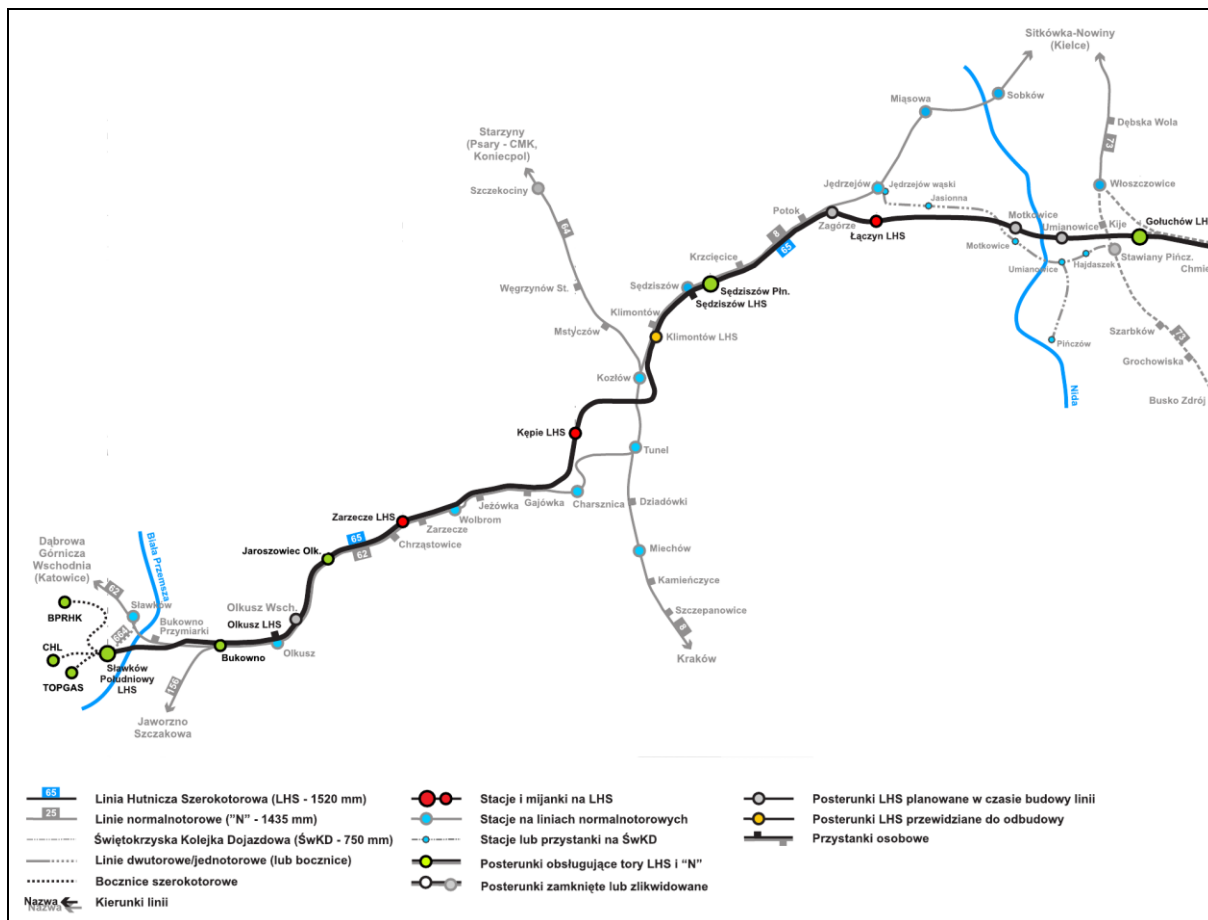 Sitkówka-Nowiny
(Kielce)
Miąsowa
Sobków
Dębska Wola
73
Starzyny
(Psary - CMK,
Koniecpol)
Szczekociny
Jędrzejów
Jędrzejów wąski
Jasionna
Włoszczowice
Potok
Zagórze
Łączyn LHS
Motkowice
Umianowice
Kije
Gołuchów LH
64
8
65
Motkowice
Umianowice
Hajdaszek
Stawiany Pińcz.
Chmie
Krzcięcice
Węgrzynów St.
Sędziszów
Sędziszów Płn.
Sędziszów LHS
Klimontów
Mstyczów
Klimontów LHS
Szarbków
73
Pińczów
Grochowiska
Kozłów
Nida
Busko Zdrój
Kępie LHS
Tunel
Jeżówka
Gajówka
Charsznica
Dziadówki
Zarzecze LHS
Wolbrom
Zarzecze
Chrząstowice
65
62
Jaroszowiec Olk.
Miechów
Kamieńczyce
Szczepanowice
8
Kraków
Dąbrowa
Górnicza
Wschodnia
(Katowice)
Biała Przemsza
62
BPRHK
Sławków
Bukowno
Przymiarki
Olkusz Wsch.
Olkusz LHS
664
CHL
TOPGAS
Sławków
Południowy
LHS
Bukowno
Olkusz
156
Jaworzno
Szczakowa
65 Linia Hutnicza Szerokotorowa (LHS - 1520 mm)
25 Linie normalnotorowe ("N" - 1435 mm)
Świętokrzyska Kolejka Dojazdowa (ŚwKD - 750 mm)
Linie dwutorowe/jednotorowe (lub bocznice)
Bocznice szerokotorowe
Nazwa
Nazwa
Kierunki linii
Stacje i mijanki na LHS
Stacje na liniach normalnotorowych
Stacje lub przystanki na ŚwKD
Posterunki obsługujące tory LHS i "N"
Posterunki zamknięte lub zlikwidowane
Posterunki LHS planowane w czasie budowy linii
Posterunki LHS przewidziane do odbudowy
Przystanki osobowe